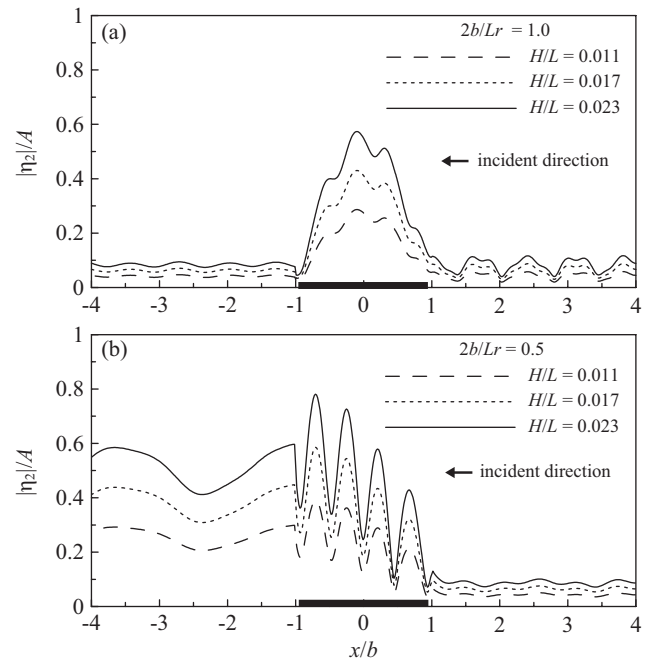 (a)
2b/Lr = 1.0
H/L = 0.011
H/L = 0.017
H/L = 0.023
incident direction
|η2|/A
1
0.8
0.6
0.4
0.2
0
-4 -3 -2 -1 0 1 2 3 4
(b)
2b/Lr = 0.5
H/L = 0.011
H/L = 0.017
H/L = 0.023
incident direction
|η2|/A
1
0.8
0.6
0.4
0.2
0
-4 -3 -2 -1 0 1 2 3 4
x/b